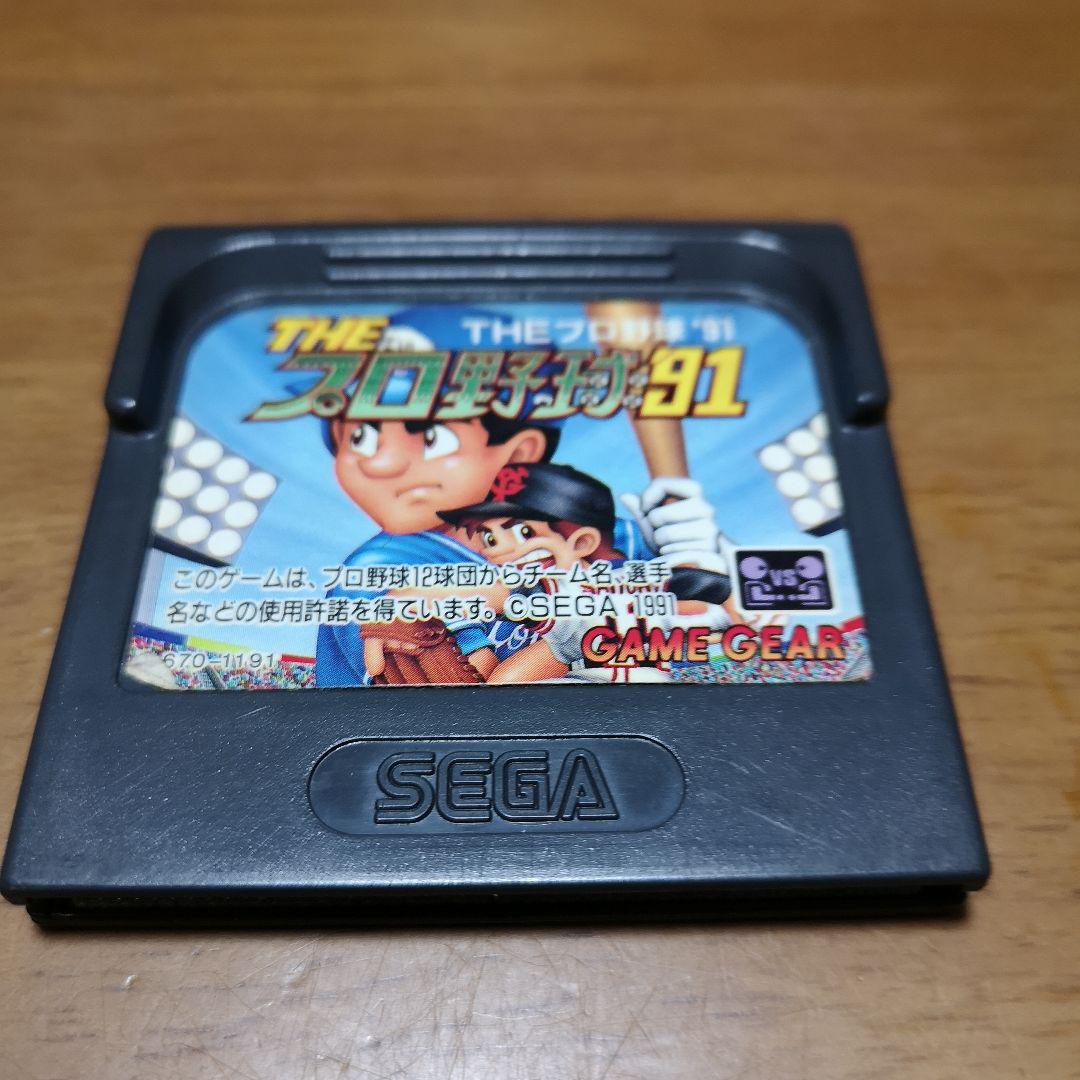 THEプロ野球'91
THE
プロ野球'91
このゲームは、プロ野球12球団からチーム名、選手
名などの使用許諾を得ています。©SEGA 1991
VS
GAME GEAR
670-1191
SEGA